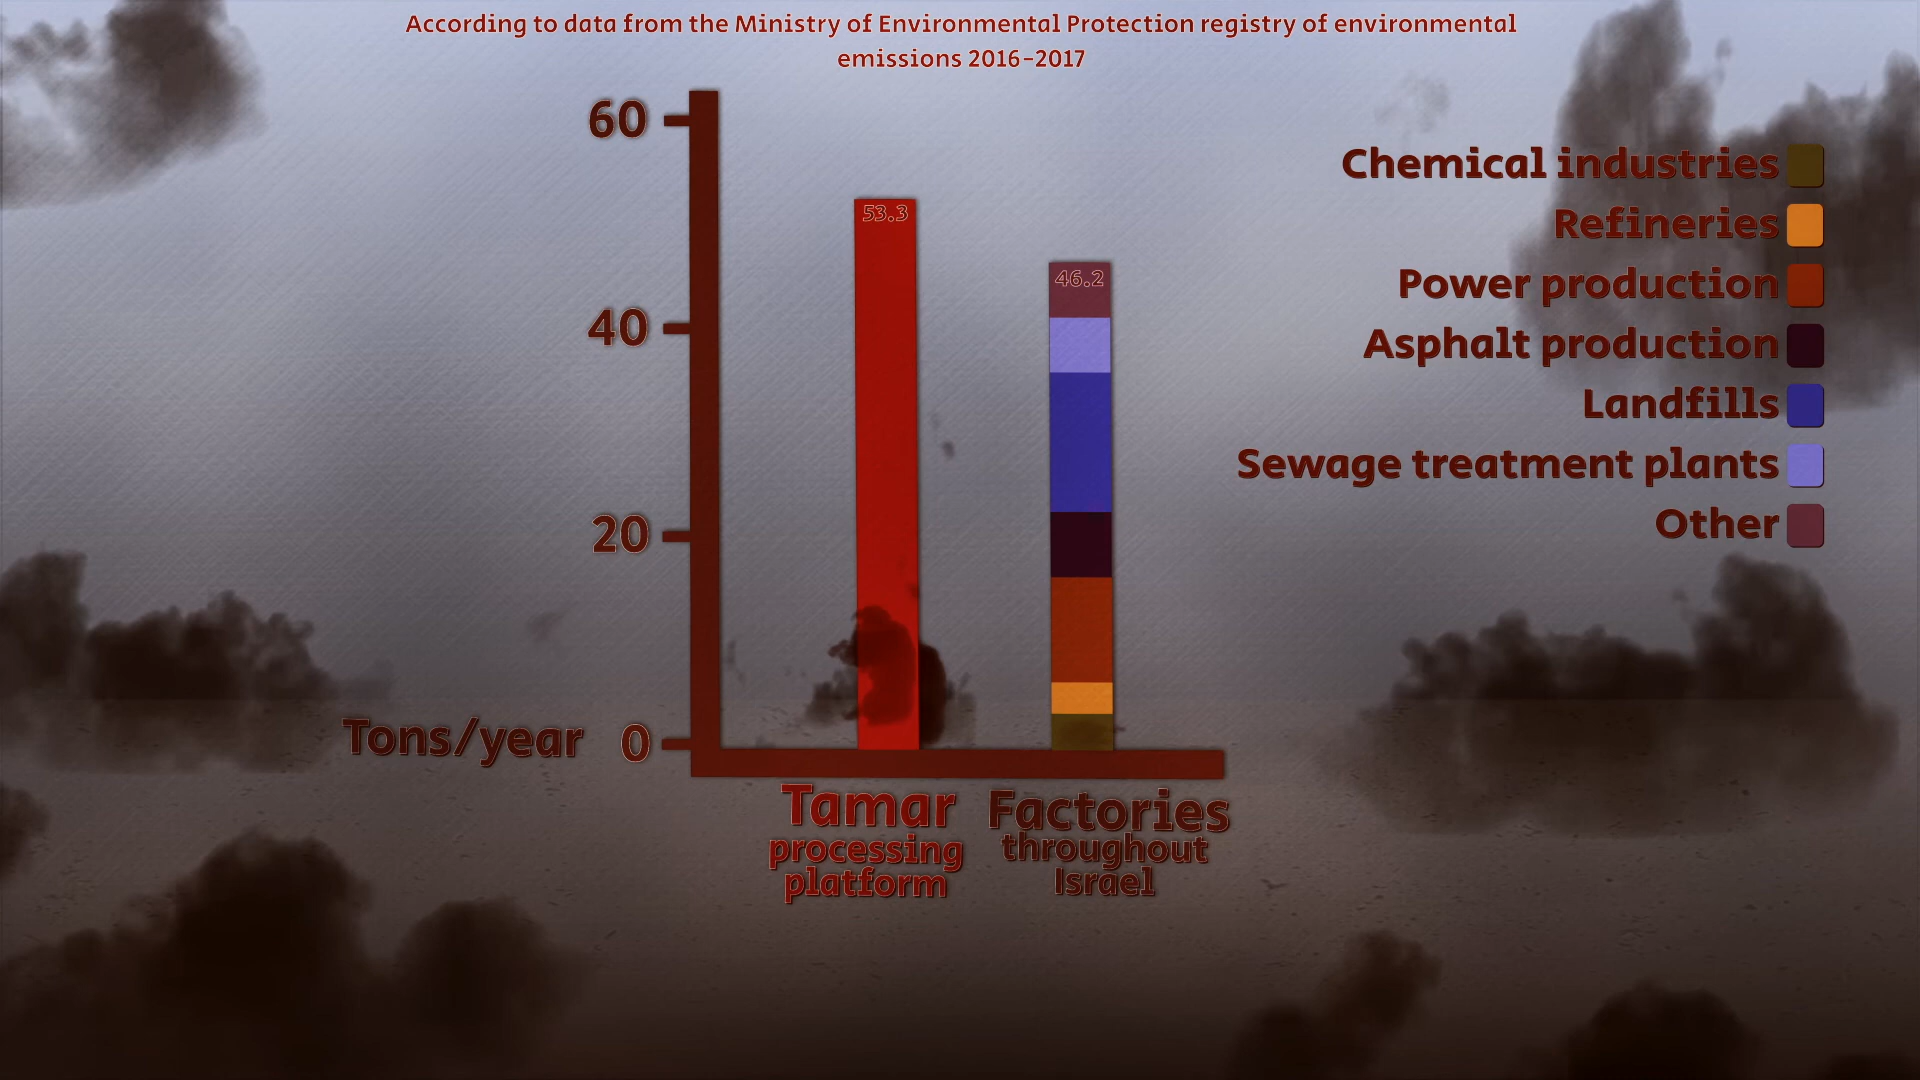 According to data from the Ministry of Environmental Protection registry of environmental
emissions 2016-2017
60
40
20
Tons/year 0
53.3
46.2
Tamar
processing
platform
Factories
throughout
Israel
Chemical industries
Refineries
Power production
Asphalt production
Landfills
Sewage treatment plants
Other